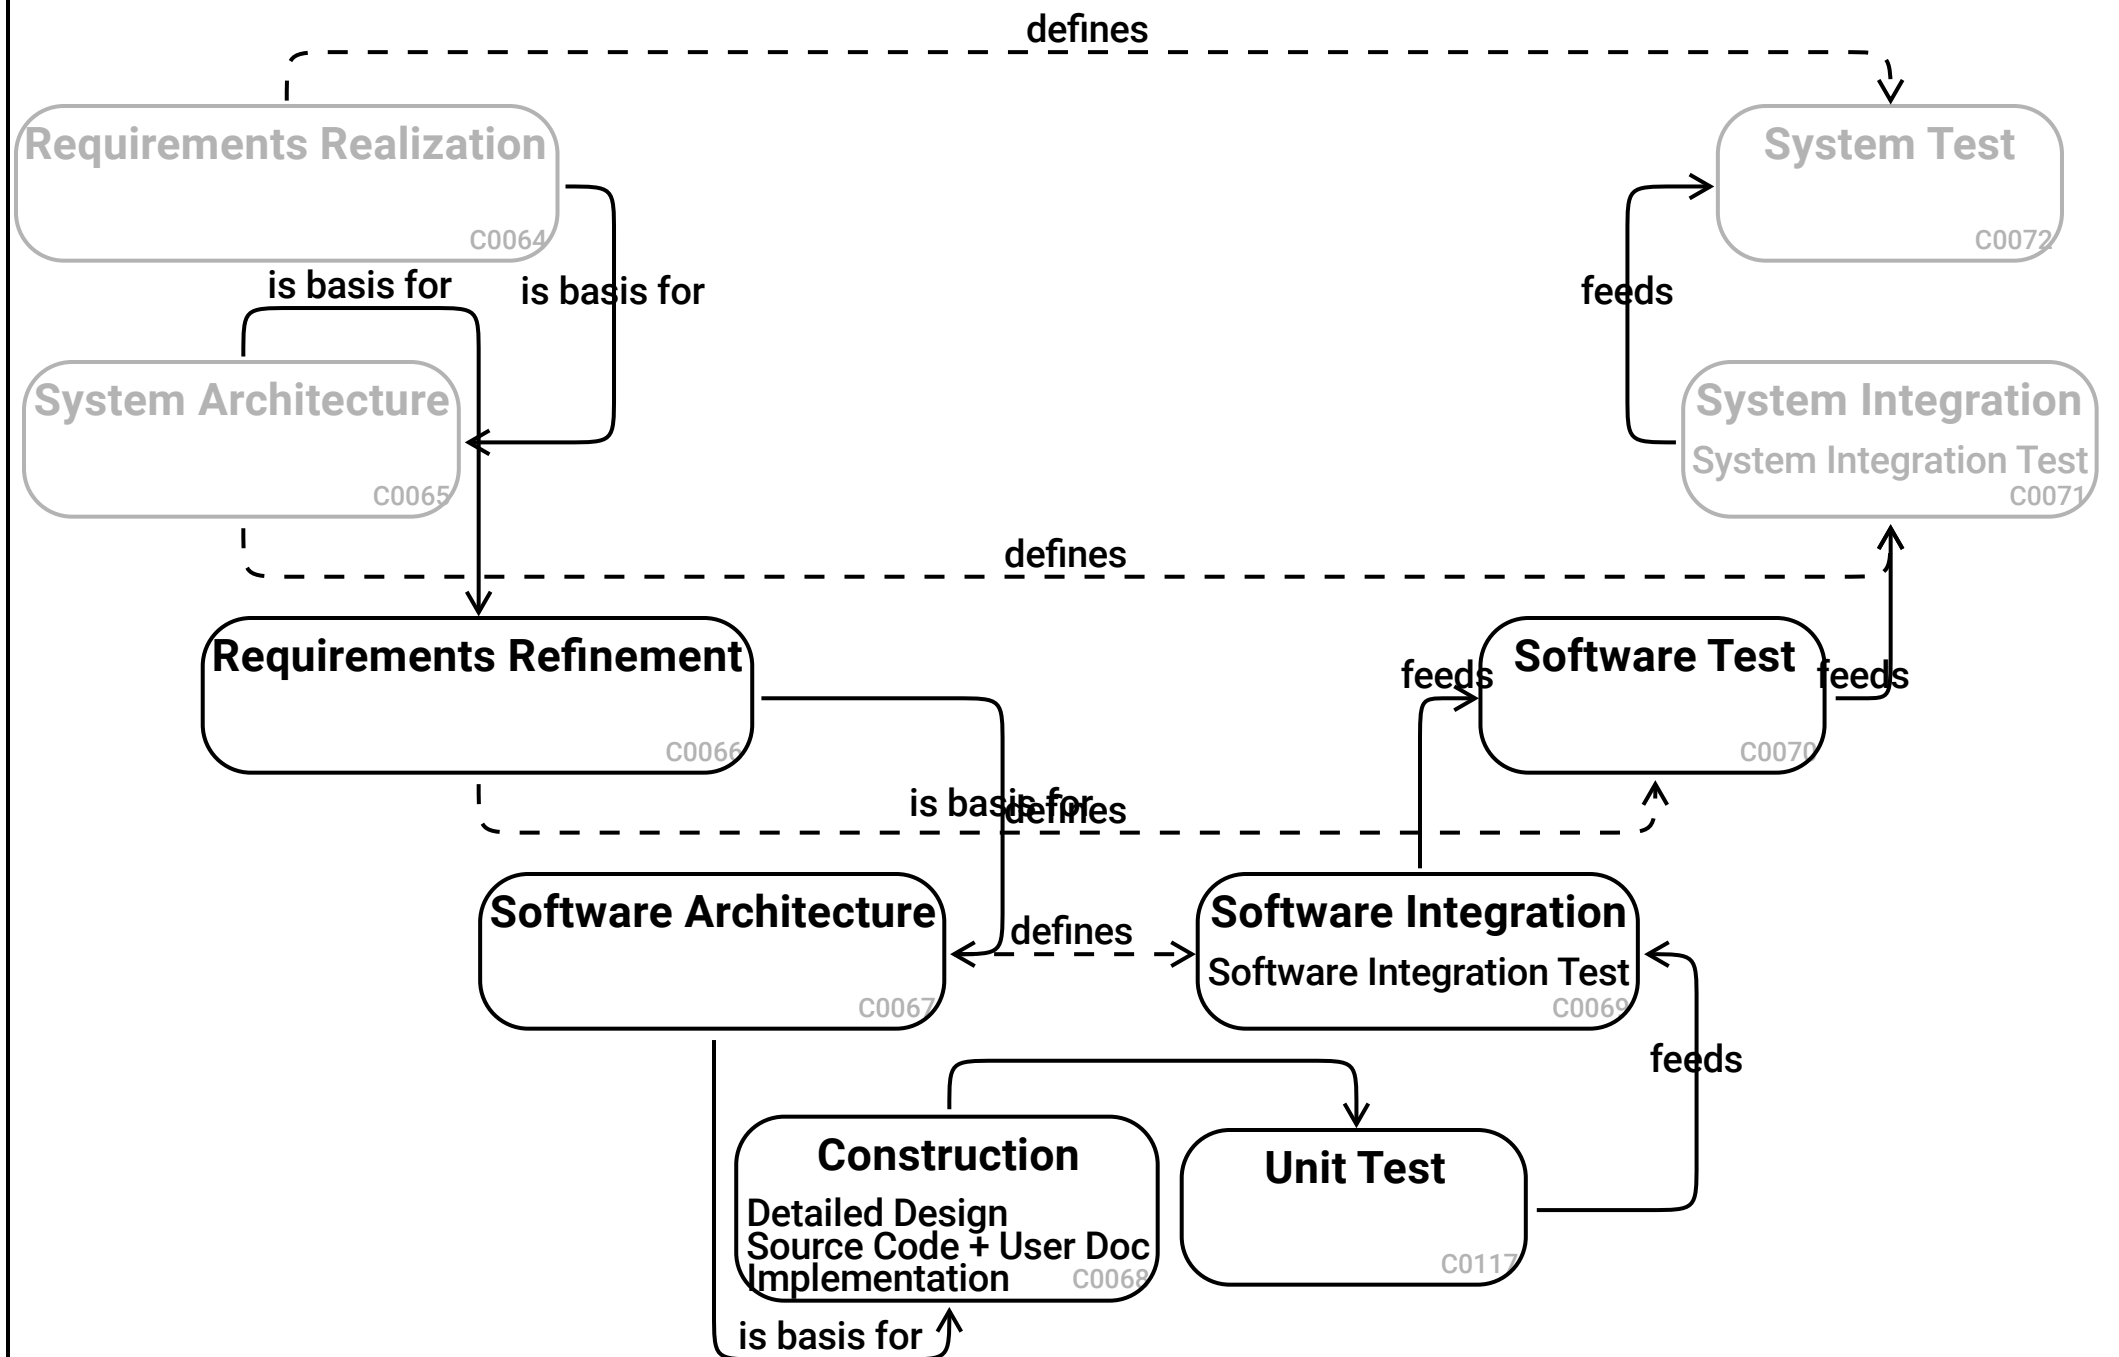 defines
Requirements Realization
C0064
System Test
C0072
is basis for
is basis for
feeds
System Architecture
C0065
System Integration
System Integration Test
C0071
defines
Requirements Refinement
C0066
feeds
Software Test
C0070
feeds
is basis for
defines
Software Architecture
C0067
defines
Software Integration
Software Integration Test
C0069
feeds
Construction
Detailed Design
Source Code + User Doc
Implementation
C0068
Unit Test
C0117
is basis for